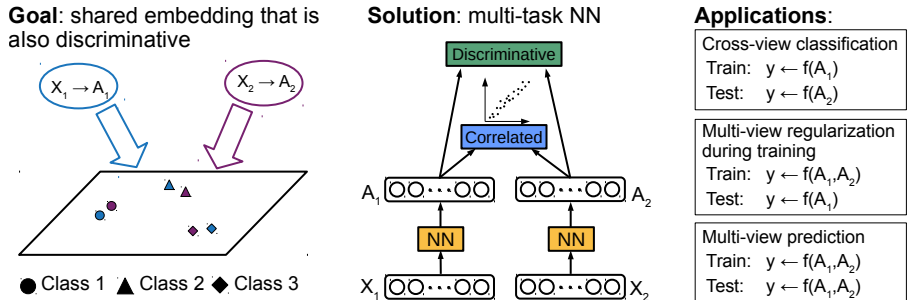 Goal: shared embedding that is
also discriminative
X₁ → A₁
X₂ → A₂
Class 1
Class 2
Class 3
Solution: multi-task NN
Discriminative
Correlated
A₁
A₂
NN
NN
X₁
X₂
Applications:
Cross-view classification
Train: y ← f(A₁)
Test: y ← f(A₂)
Multi-view regularization
during training
Train: y ← f(A₁,A₂)
Test: y ← f(A₁)
Multi-view prediction
Train: y ← f(A₁,A₂)
Test: y ← f(A₁,A₂)